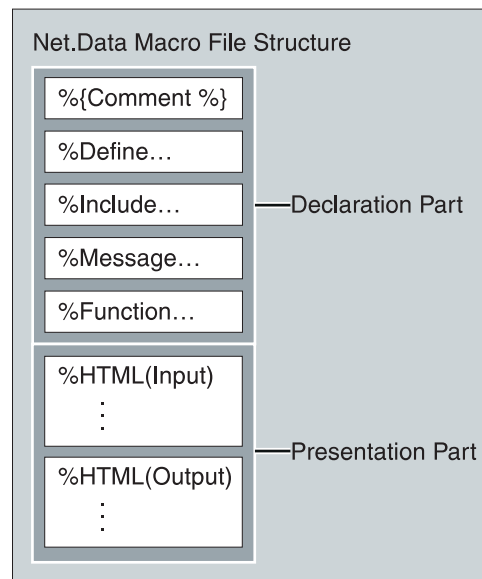 Net.Data Macro File Structure
%{Comment %}
%Define…
%Include…
%Message…
%Function…
Declaration Part
%HTML(Input)
⋮
%HTML(Output)
⋮
Presentation Part